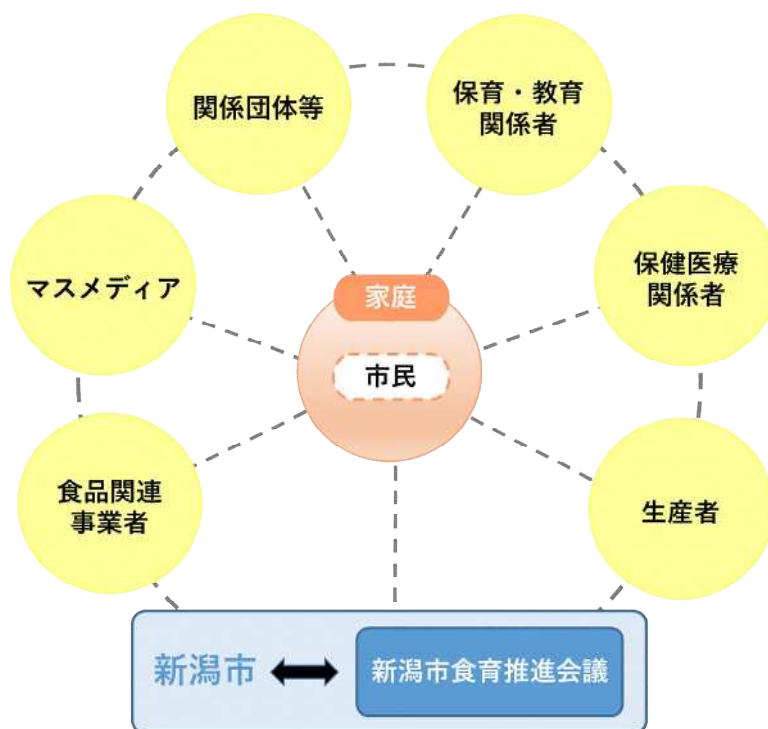 関係団体等
保育・教育
関係者
マスメディア
家庭
保健医療
関係者
市民
食品関連
事業者
生産者
新潟市
新潟市食育推進会議